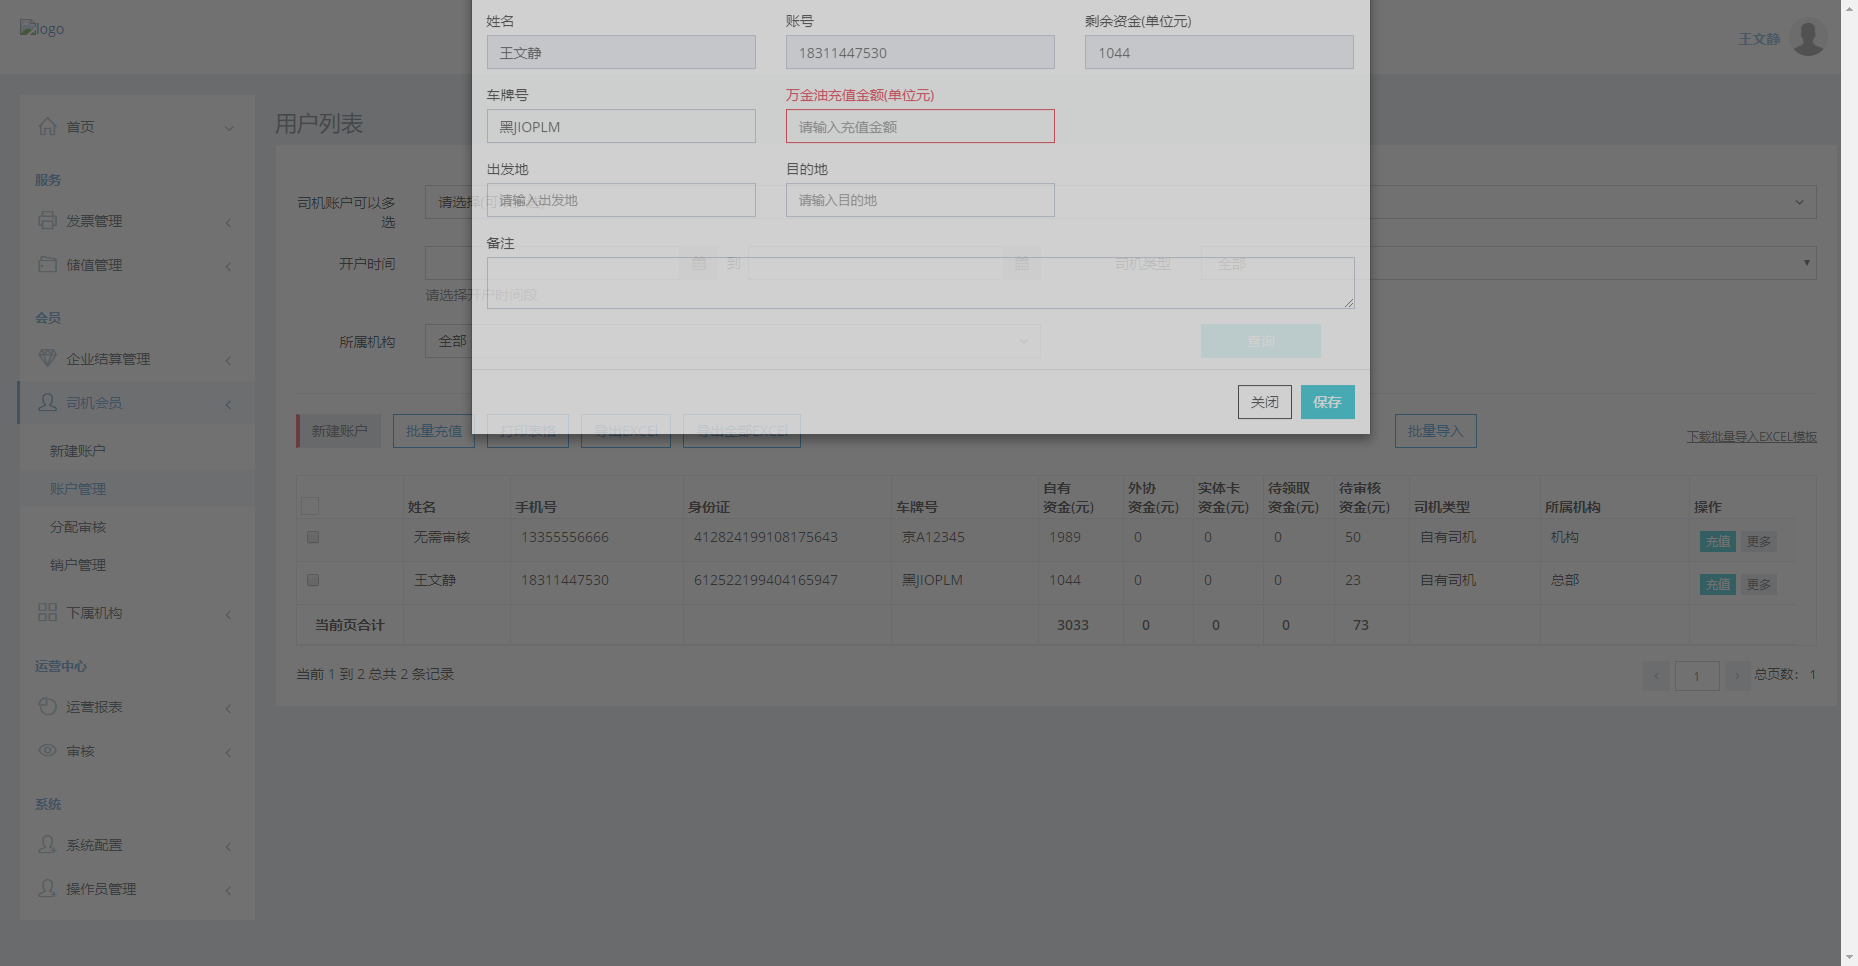 logo
王文静
首页
服务
发票管理
储值管理
会员
企业结算管理
司机会员
新建账户
账户管理
分配审核
销户管理
下属机构
运营中心
运营报表
审核
系统
系统配置
操作员管理
姓名 账号 剩余资金(单位元)
王文静 18311447530 1044
车牌号 万金油充值金额(单位元)
黑JIOPLM 请输入充值金额
出发地 目的地
请输入出发地 请输入目的地
备注
关闭 保存
用户列表
司机账户可以多
选
请选择(可
开户时间 到 司机类型 全部
请选择开户时间段
所属机构 全部 查询
新建账户 批量充值 打印表格 导出EXCEl 导出全部EXCEl 批量导入 下载批量导入EXCEL模板
姓名 手机号 身份证 车牌号 自有资金(元) 外协资金(元) 实体卡资金(元) 待领取资金(元) 待审核资金(元) 司机类型 所属机构 操作
无需审核 13355556666 412824199108175643 京A12345 1989 0 0 0 50 自有司机 机构 充值 更多
王文静 18311447530 612522199404165947 黑JIOPLM 1044 0 0 0 23 自有司机 总部 充值 更多
当前页合计 3033 0 0 0 73
当前 1 到 2 总共 2 条记录 1 总页数： 1